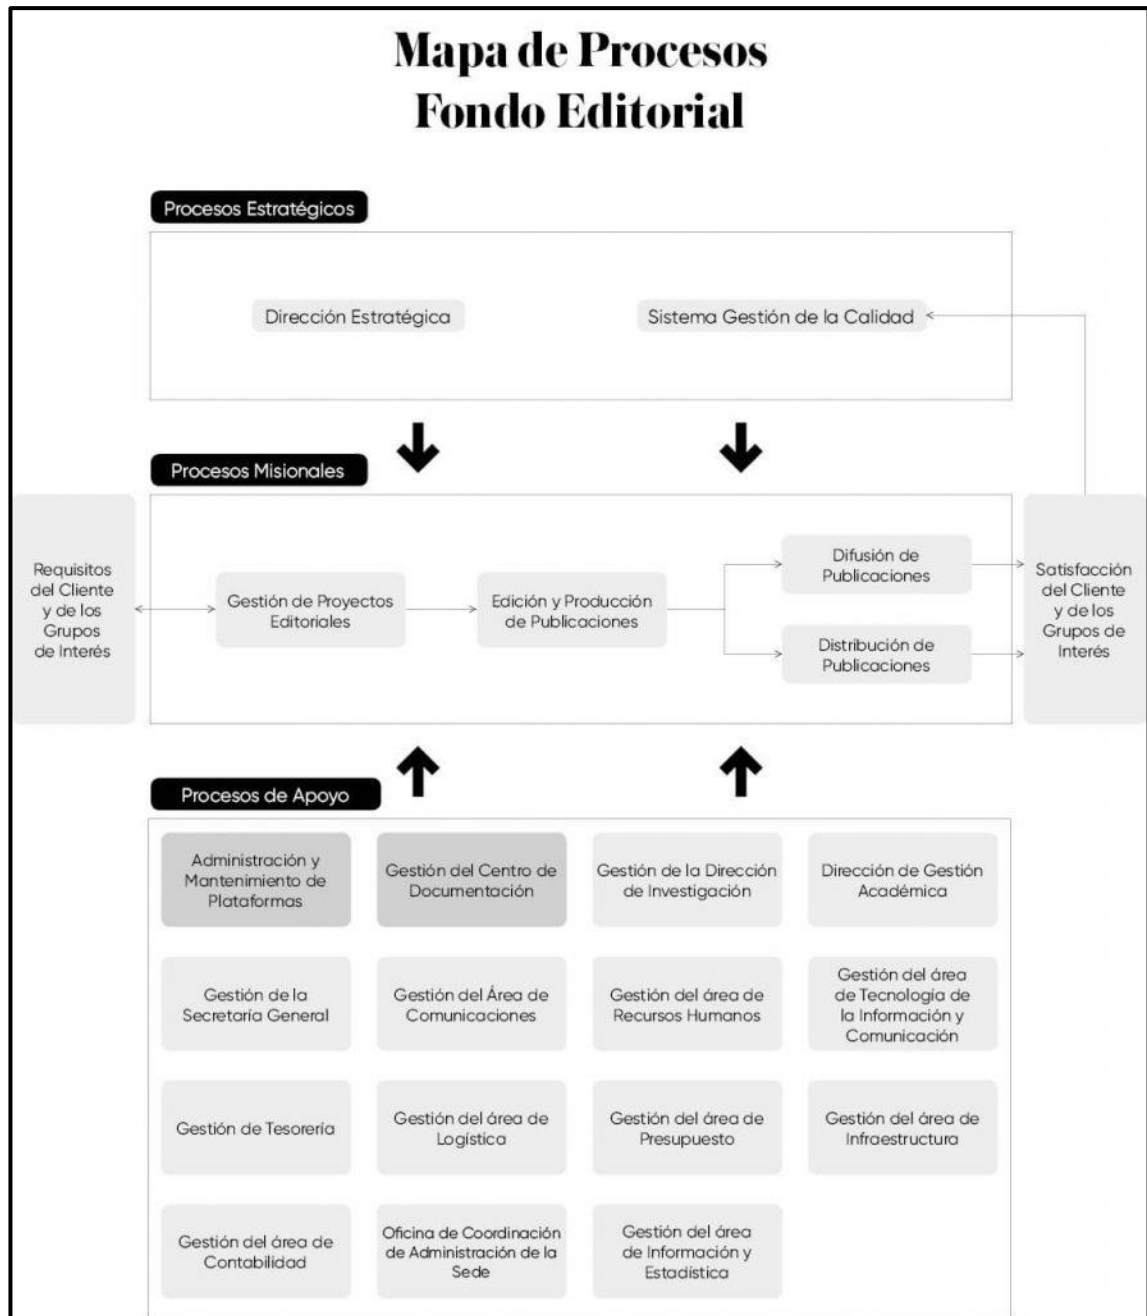 Mapa de Procesos
Fondo Editorial
Procesos Estratégicos
Dirección Estratégica
Sistema Gestión de la Calidad
Procesos Misionales
Requisitos
del Cliente
y de los
Grupos
de Interés
Gestión de Proyectos
Editoriales
Edición y Producción
de Publicaciones
Difusión de
Publicaciones
Distribución de
Publicaciones
Satisfacción
del Cliente
y de los
Grupos de
Interés
Procesos de Apoyo
Administración y
Mantenimiento de
Plataformas
Gestión del Centro de
Documentación
Gestión de la Dirección
de Investigación
Dirección de Gestión
Académica
Gestión de la
Secretaría General
Gestión del Área de
Comunicaciones
Gestión del área de
Recursos Humanos
Gestión del área
de Tecnología de
la Información y
Comunicación
Gestión de Tesorería
Gestión del área de
Logística
Gestión del área de
Presupuesto
Gestión del área de
Infraestructura
Gestión del área de
Contabilidad
Oficina de Coordinación
de Administración de la
Sede
Gestión del área
de Información y
Estadística